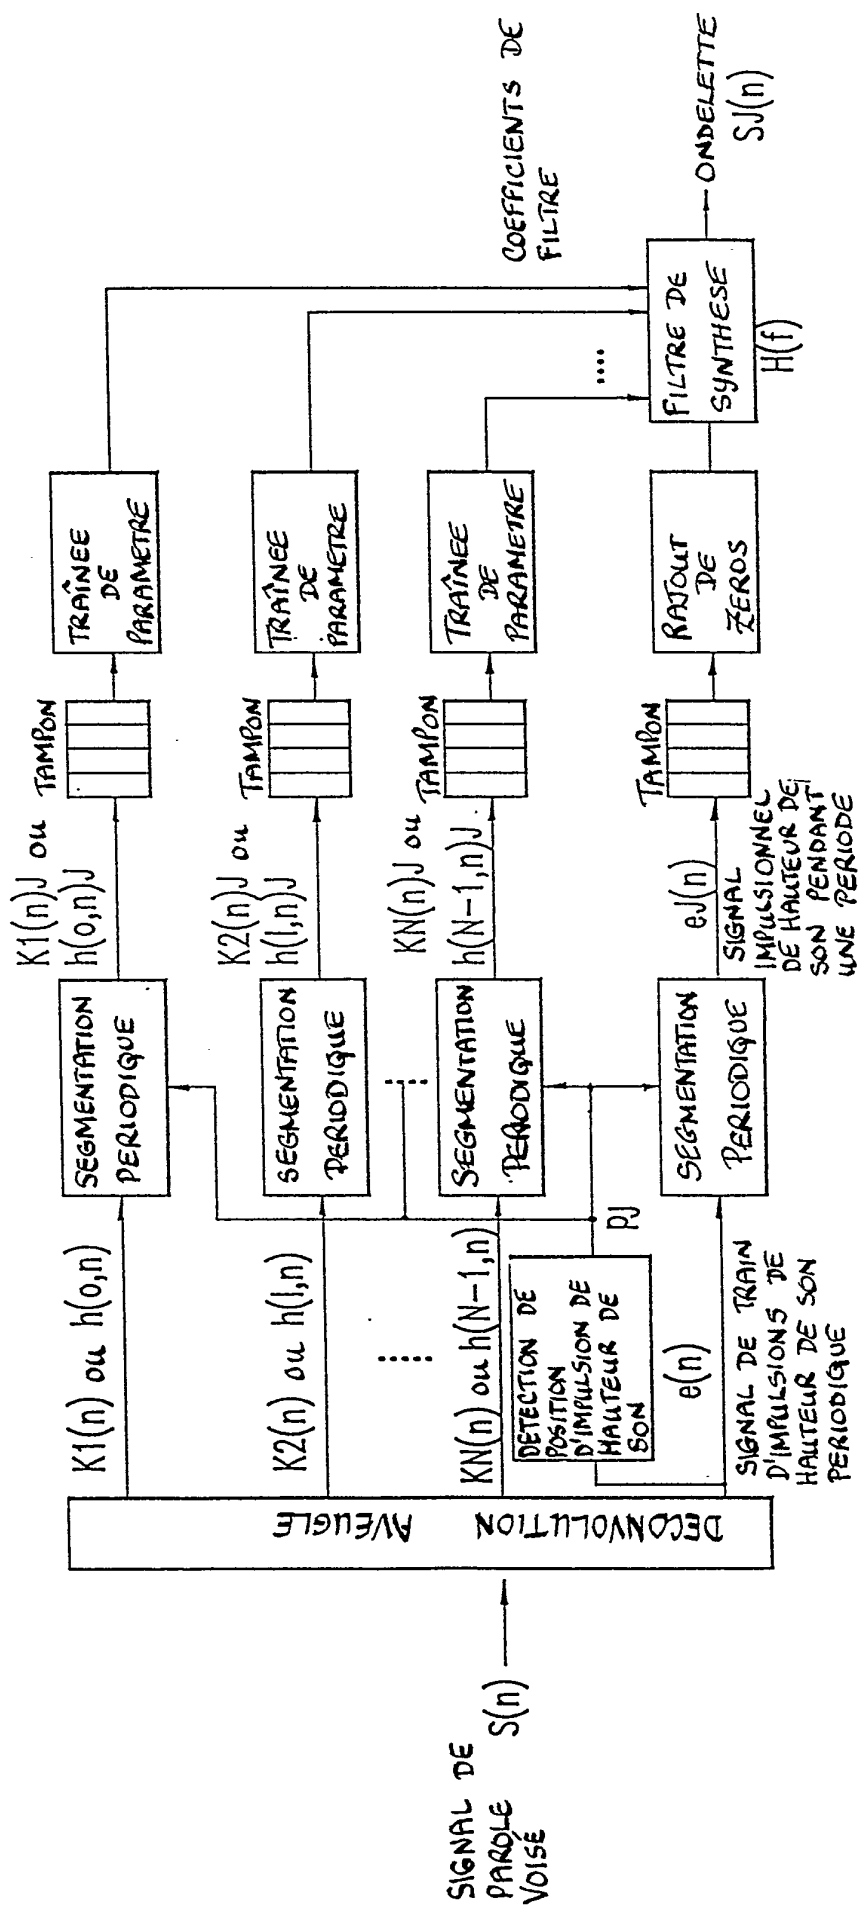 SIGNAL DE
PAROLE
VOISÉ
S(n)
DECONVOLUTION AVEUGLE
K1(n) ou h(0,n)
SEGMENTATION
PERIODIQUE
K1(n)J ou
h(0,n)J
TAMPON
TRAÎNEE
DE
PARAMETRE
K2(n) ou h(1,n)
SEGMENTATION
PERIODIQUE
K2(n)J ou
h(1,n)J
TAMPON
TRAÎNEE
DE
PARAMETRE
KN(n) ou h(N-1,n)
SEGMENTATION
PERIODIQUE
KN(n)J ou
h(N-1,n)J
TAMPON
TRAÎNEE
DE
PARAMETRE
DETECTION DE
POSITION
D'IMPULSION DE
HAUTEUR DE
SON
PJ
e(n)
SIGNAL DE TRAIN
D'IMPULSIONS DE
HAUTEUR DE SON
PERIODIQUE
SEGMENTATION
PERIODIQUE
eJ(n)
SIGNAL
IMPULSIONNEL
DE HAUTEUR DE
SON PENDANT
UNE PERIODE
TAMPON
RAJOUT
DE
ZEROS
COEFFICIENTS DE
FILTRE
FILTRE DE
SYNTHESE
H(f)
ONDELETTE
SJ(n)